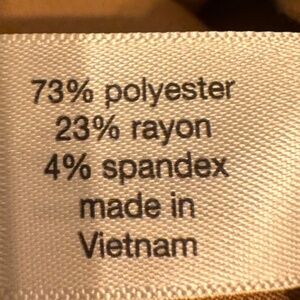 73% polyester
23% rayon
4% spandex
made in
Vietnam